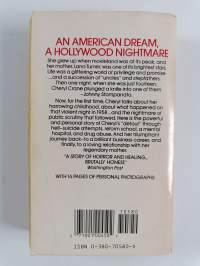 AN AMERICAN DREAM,
A HOLLYWOOD NIGHTMARE
She grew up when movieland was at its peak, and
her mother, Lana Turner, was one of its brightest stars.
Life was a glittering world of privilege and promise
...and a succession of "uncles" and stepfathers.
Then one night, when she was just fourteen,
Cheryl Crane plunged a knife into one of them—
Johnny Stompanato.
Now, for the first time, Cheryl talks about her
harrowing childhood, about what happened on
that violent night in 1958...and the nightmare of
public scrutiny that followed. Here is the powerful
and personal story of Cheryl's "detour" through
hell—suicide attempts, reform school, a mental
hospital, and drug abuse. And her triumphant
journey back—to a brilliant business career, and
finally, to a loving relationship with her
legendary mother.
"A STORY OF HORROR AND HEALING...
BRUTALLY HONEST"
Washington Post
WITH 16 PAGES OF PERSONAL PHOTOGRAPHS
ISBN 0-380-70580-6